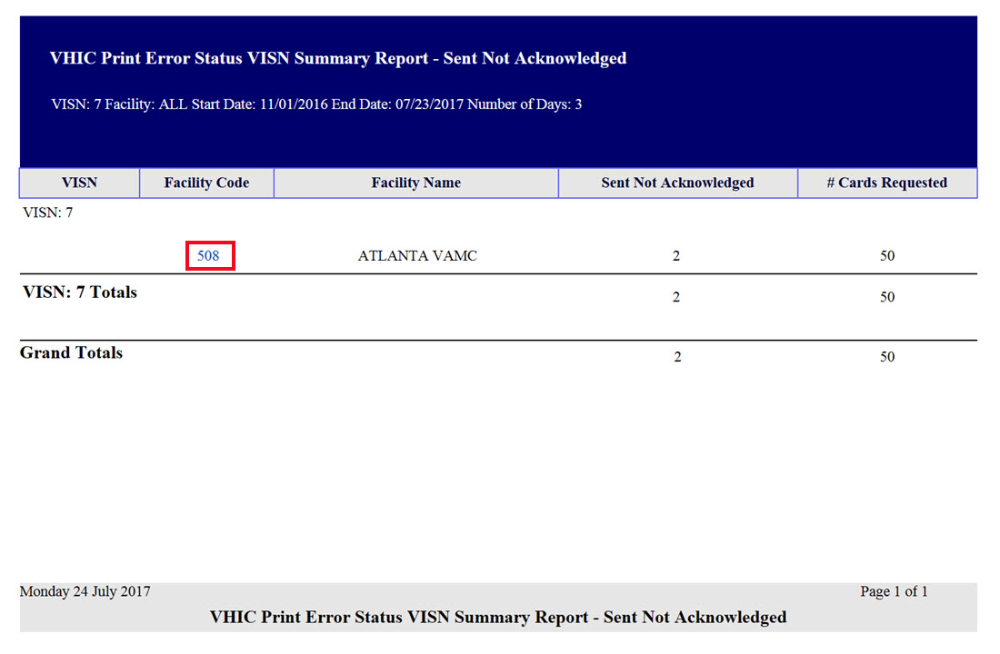 VHIC Print Error Status VISN Summary Report - Sent Not Acknowledged
VISN: 7 Facility: ALL Start Date: 11/01/2016 End Date: 07/23/2017 Number of Days: 3
VISN Facility Code Facility Name Sent Not Acknowledged # Cards Requested
VISN: 7
508 ATLANTA VAMC 2 50
VISN: 7 Totals 2 50
Grand Totals 2 50
Monday 24 July 2017 Page 1 of 1
VHIC Print Error Status VISN Summary Report - Sent Not Acknowledged